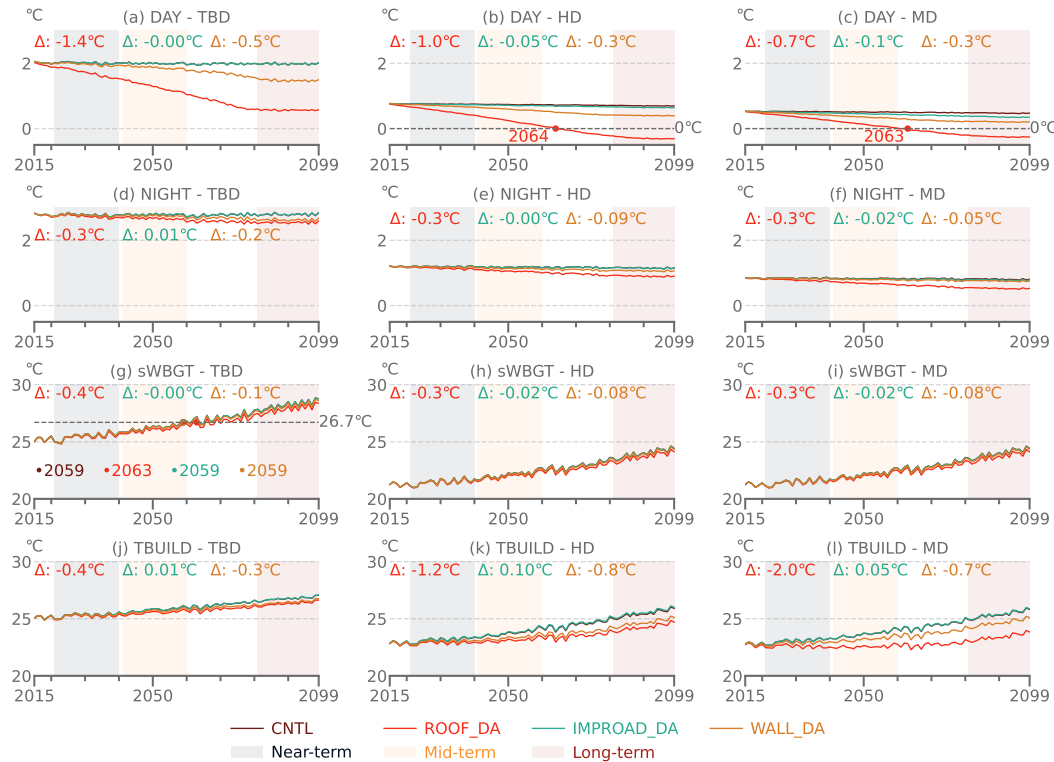 ℃ (a) DAY - TBD
Δ: -1.4℃ Δ: -0.00℃ Δ: -0.5℃
2
0
2015 2050 2099
℃ (b) DAY - HD
Δ: -1.0℃ Δ: -0.05℃ Δ: -0.3℃
2
0 0℃
2064
2015 2050 2099
℃ (c) DAY - MD
Δ: -0.7℃ Δ: -0.1℃ Δ: -0.3℃
2
0 0℃
2063
2015 2050 2099
℃ (d) NIGHT - TBD
Δ: -0.3℃ Δ: 0.01℃ Δ: -0.2℃
2
0
2015 2050 2099
℃ (e) NIGHT - HD
Δ: -0.3℃ Δ: -0.00℃ Δ: -0.09℃
2
0
2015 2050 2099
℃ (f) NIGHT - MD
Δ: -0.3℃ Δ: -0.02℃ Δ: -0.05℃
2
0
2015 2050 2099
℃ (g) sWBGT - TBD
30
Δ: -0.4℃ Δ: -0.00℃ Δ: -0.1℃
26.7℃
25
2059 2063 2059 2059
20
2015 2050 2099
℃ (h) sWBGT - HD
30
Δ: -0.3℃ Δ: -0.02℃ Δ: -0.08℃
25
20
2015 2050 2099
℃ (i) sWBGT - MD
30
Δ: -0.3℃ Δ: -0.02℃ Δ: -0.08℃
25
20
2015 2050 2099
℃ (j) TBUILD - TBD
30
Δ: -0.4℃ Δ: 0.01℃ Δ: -0.3℃
25
20
2015 2050 2099
℃ (k) TBUILD - HD
30
Δ: -1.2℃ Δ: 0.10℃ Δ: -0.8℃
25
20
2015 2050 2099
℃ (l) TBUILD - MD
30
Δ: -2.0℃ Δ: 0.05℃ Δ: -0.7℃
25
20
2015 2050 2099
CNTL ROOF_DA IMPROAD_DA WALL_DA
Near-term Mid-term Long-term